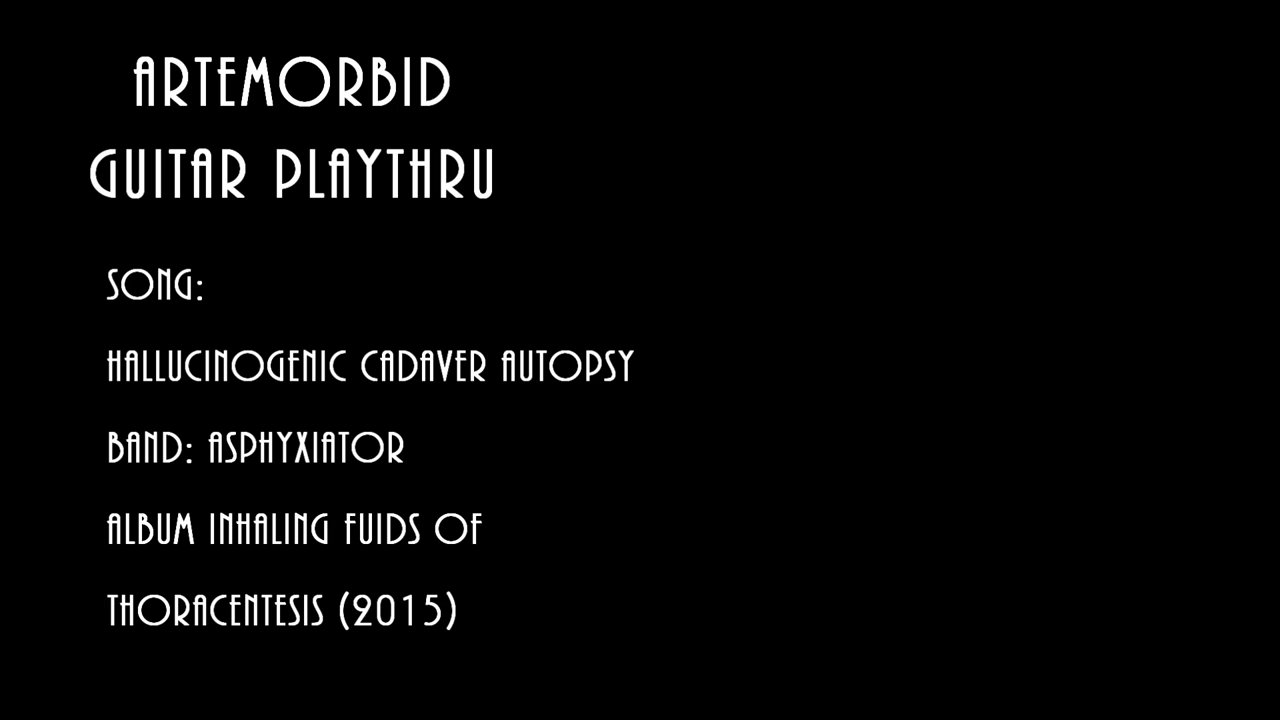 ARTEMORBID
GUITAR PLAYTHRU
SONG:
HALLUCINOGENIC CADAVER AUTOPSY
BAND: ASPHYXIATOR
ALBUM INHALING FUIDS OF
THORACENTESIS (2015)